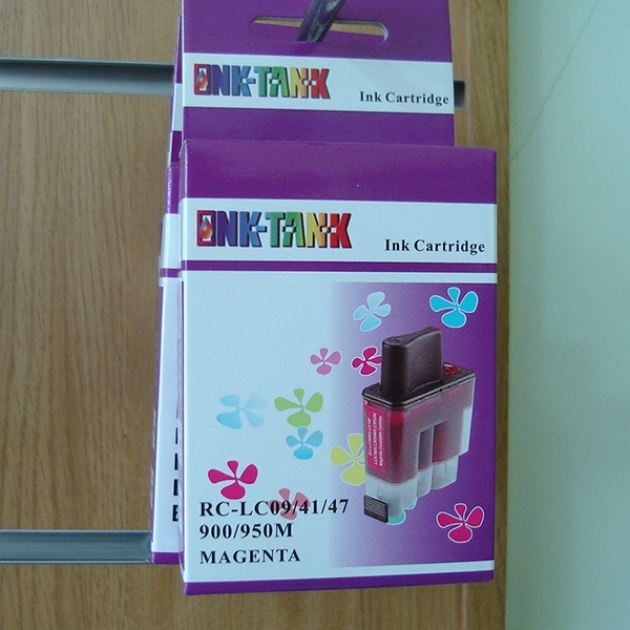 INK-TANK
Ink Cartridge
INK-TANK
Ink Cartridge
RC-LC09/41/47
900/950M
MAGENTA